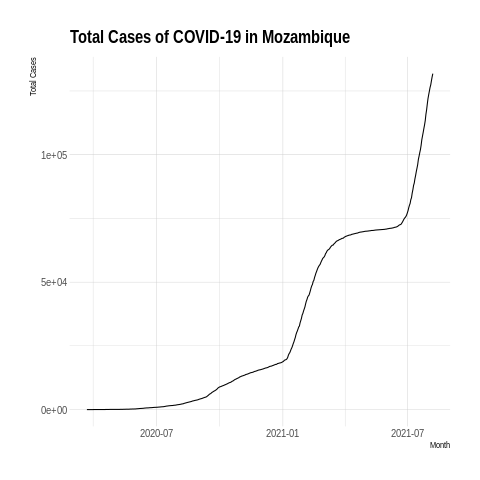 Total Cases of COVID-19 in Mozambique
Total Cases
1e+05
5e+04
0e+00
2020-07 2021-01 2021-07
Month